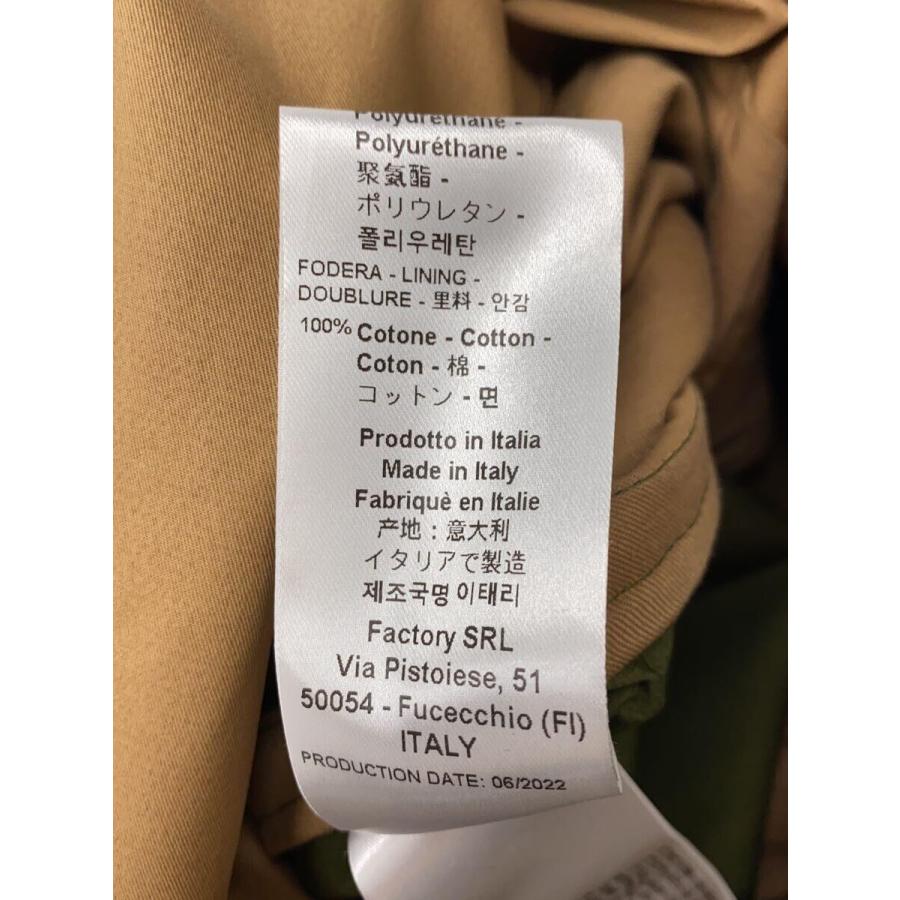 Polyurethane -
Polyuréthane -
聚氨酯 -
ポリウレタン -
폴리우레탄
FODERA - LINING -
DOUBLURE - 里料 - 안감
100% Cotone - Cotton -
Coton - 棉 -
コットン - 면
Prodotto in Italia
Made in Italy
Fabriquè en Italie
产地：意大利
イタリアで製造
제조국명 이태리
Factory SRL
Via Pistoiese, 51
50054 - Fucecchio (FI)
ITALY
PRODUCTION DATE: 06/2022